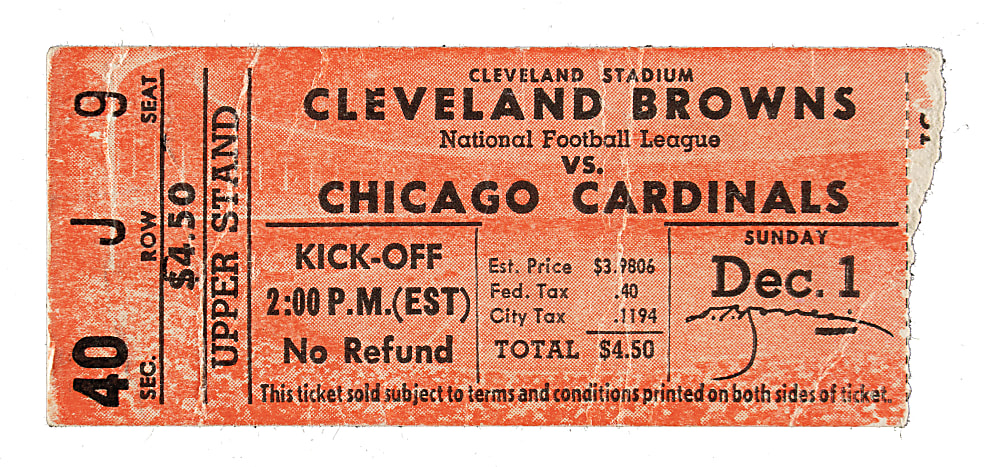 40 J 9
SEC. ROW SEAT
$4.50
UPPER STAND
CLEVELAND STADIUM
CLEVELAND BROWNS
National Football League
VS.
CHICAGO CARDINALS
KICK-OFF
2:00 P.M. (EST)
No Refund
Est. Price $3.9806
Fed. Tax .40
City Tax .1194
TOTAL $4.50
SUNDAY
Dec. 1
This ticket sold subject to terms and conditions printed on both sides of ticket.